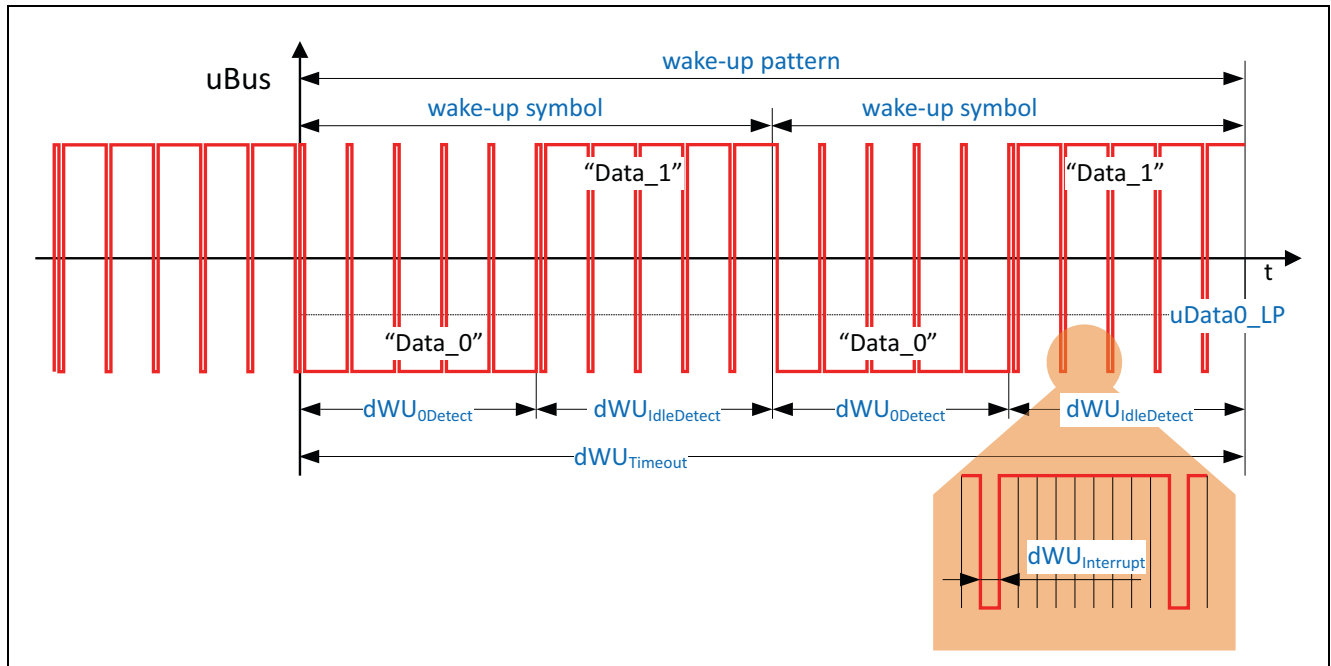 wake-up pattern
uBus
wake-up symbol wake-up symbol
“Data_1” “Data_1”
t
uData0_LP
“Data_0” “Data_0”
dWU0Detect dWUIdleDetect dWU0Detect dWUIdleDetect
dWUTimeout
dWUInterrupt